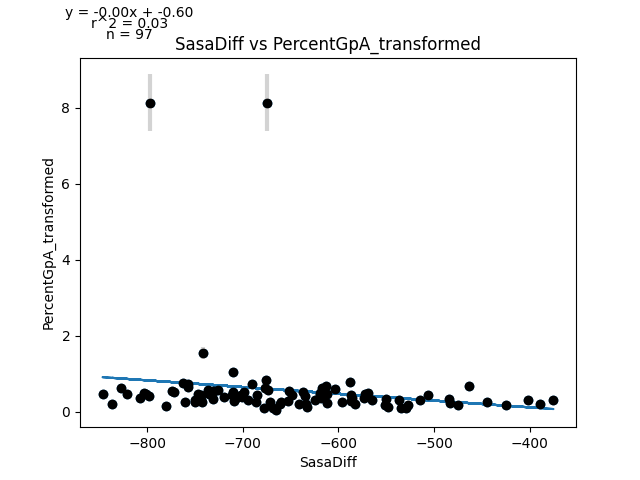 y = -0.00x + -0.60
r^2 = 0.03
n = 97
SasaDiff vs PercentGpA_transformed
PercentGpA_transformed
8
6
4
2
0
−800
−700
−600
−500
−400
SasaDiff